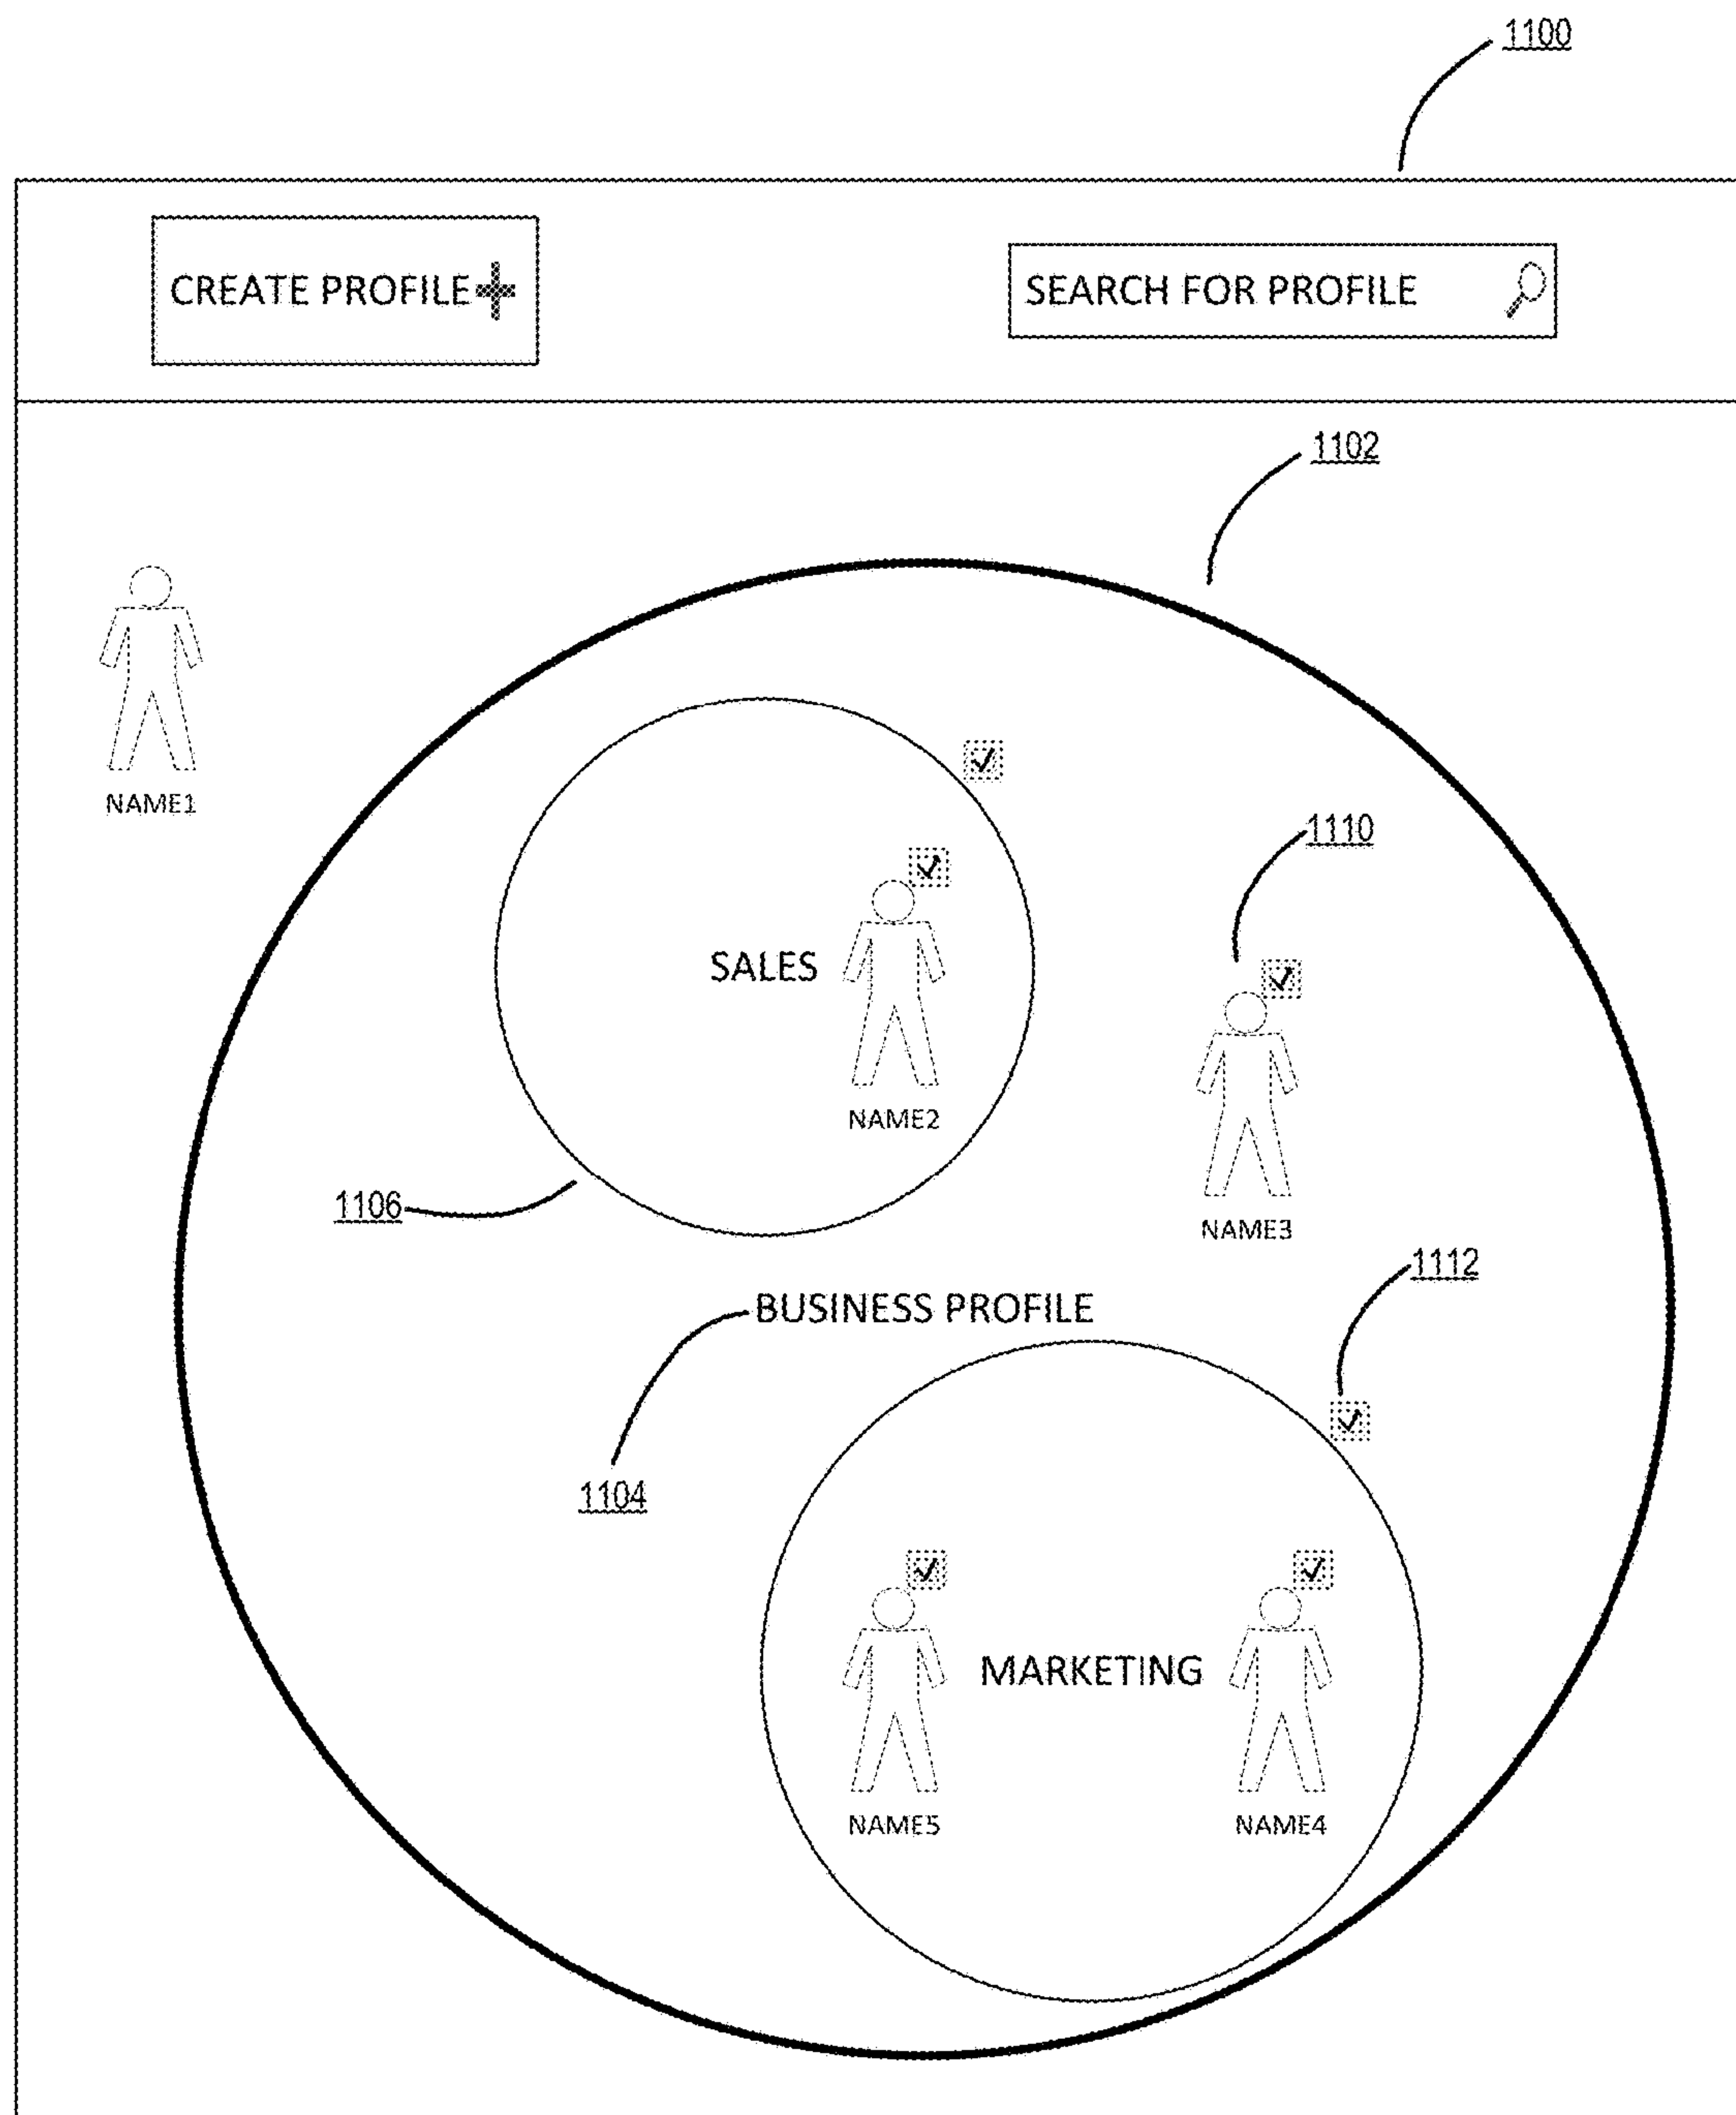 1100
CREATE PROFILE
SEARCH FOR PROFILE
1102
NAME1
1110
SALES
NAME2
1106
NAME3
1112
BUSINESS PROFILE
1104
MARKETING
NAME5
NAME4